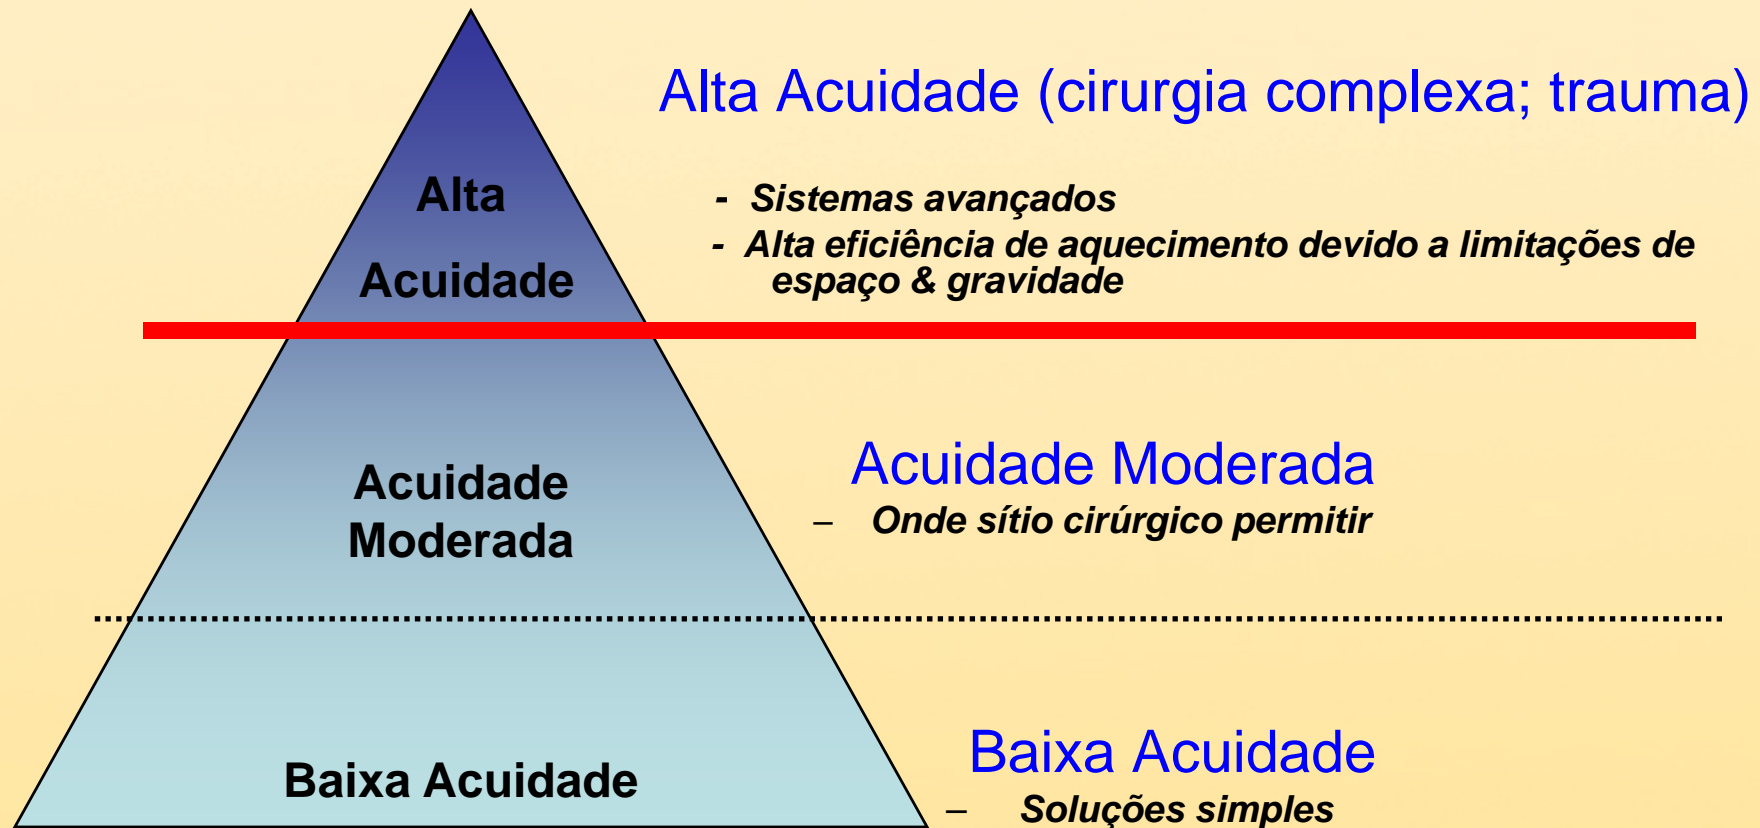 Alta Acuidade (cirurgia complexa; trauma)
Alta
Acuidade
- Sistemas avançados
- Alta eficiência de aquecimento devido a limitações de
espaço & gravidade
Acuidade
Moderada
Acuidade Moderada
– Onde sítio cirúrgico permitir
Baixa Acuidade
Baixa Acuidade
– Soluções simples